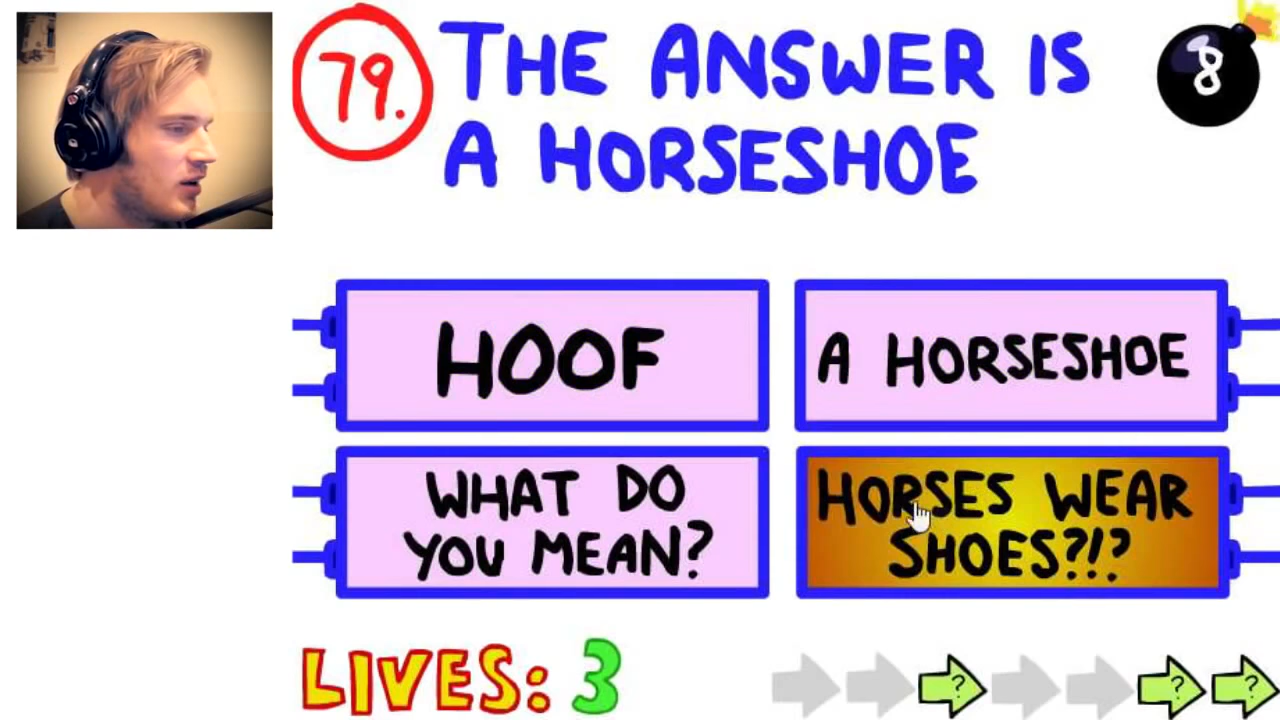 79.
THE ANSWER IS
A HORSESHOE
8
HOOF
A HORSESHOE
WHAT DO
YOU MEAN?
HORSES WEAR
SHOES?!?
LIVES: 3
? ? ?